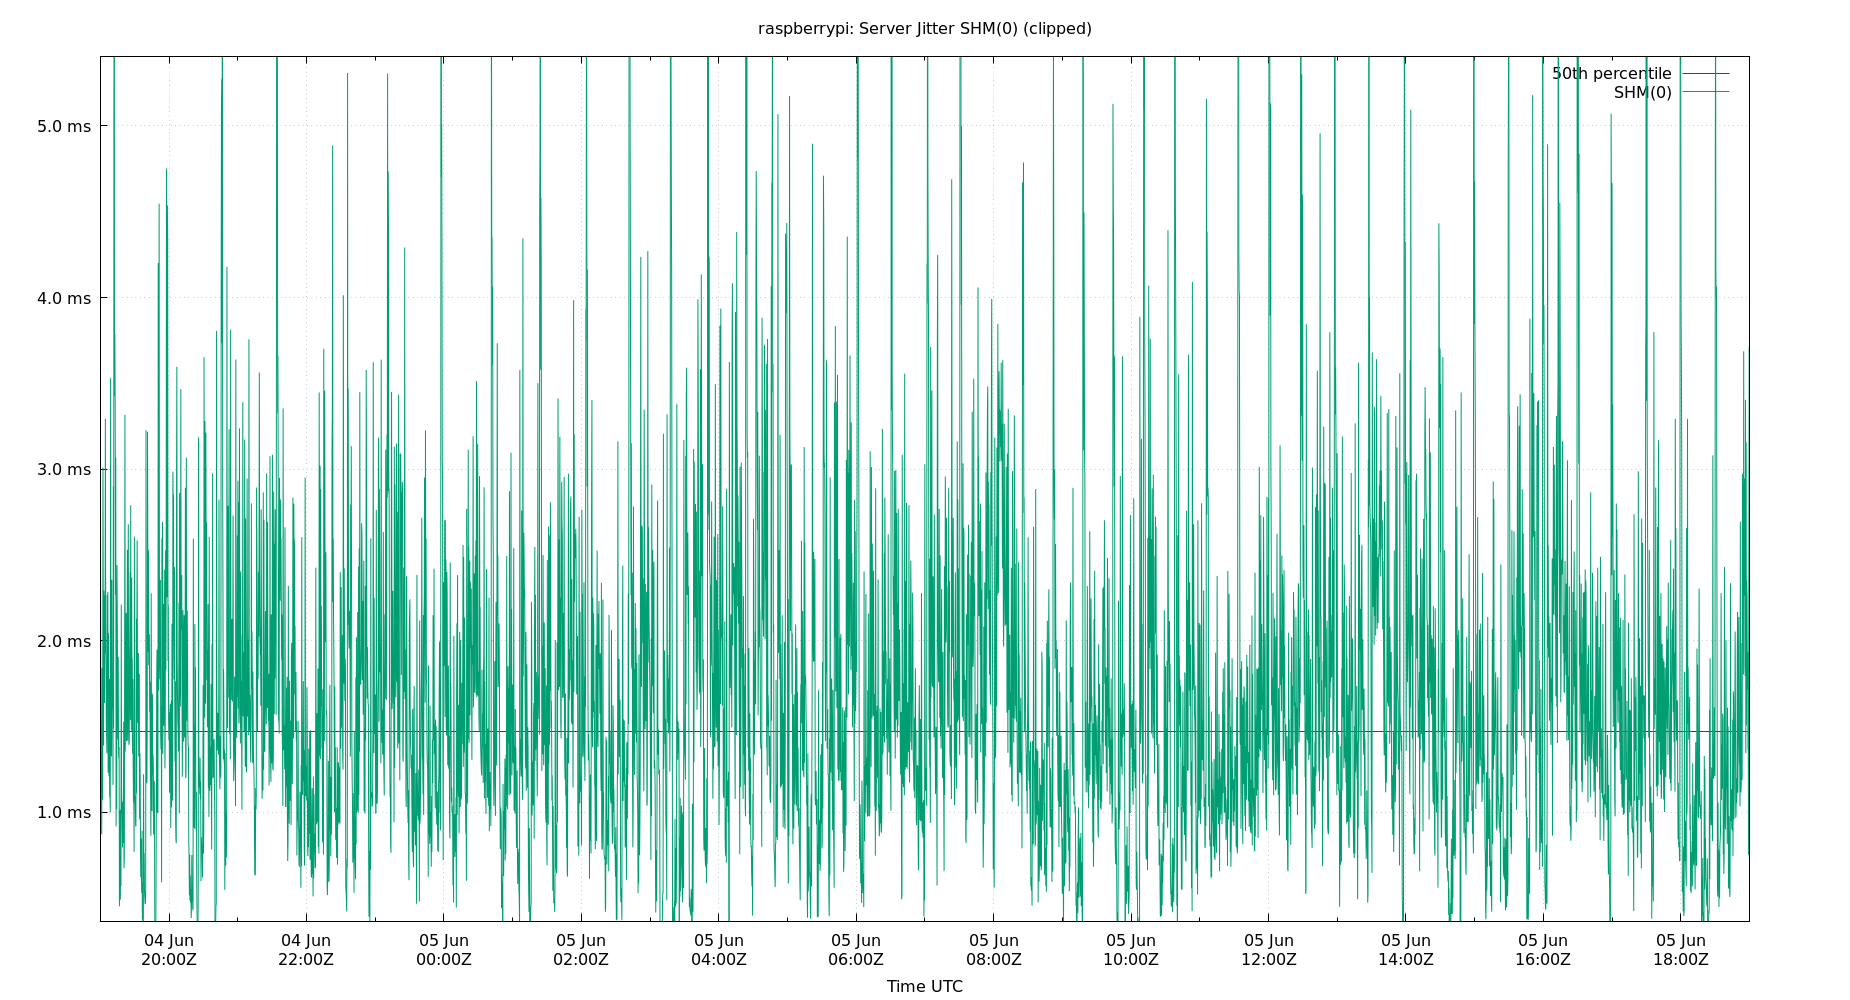 raspberrypi: Server Jitter SHM(0) (clipped)
50th percentile
SHM(0)
5.0 ms
4.0 ms
3.0 ms
2.0 ms
1.0 ms
04 Jun 04 Jun 05 Jun 05 Jun 05 Jun 05 Jun 05 Jun 05 Jun 05 Jun 05 Jun 05 Jun 05 Jun
20:00Z 22:00Z 00:00Z 02:00Z 04:00Z 06:00Z 08:00Z 10:00Z 12:00Z 14:00Z 16:00Z 18:00Z
Time UTC